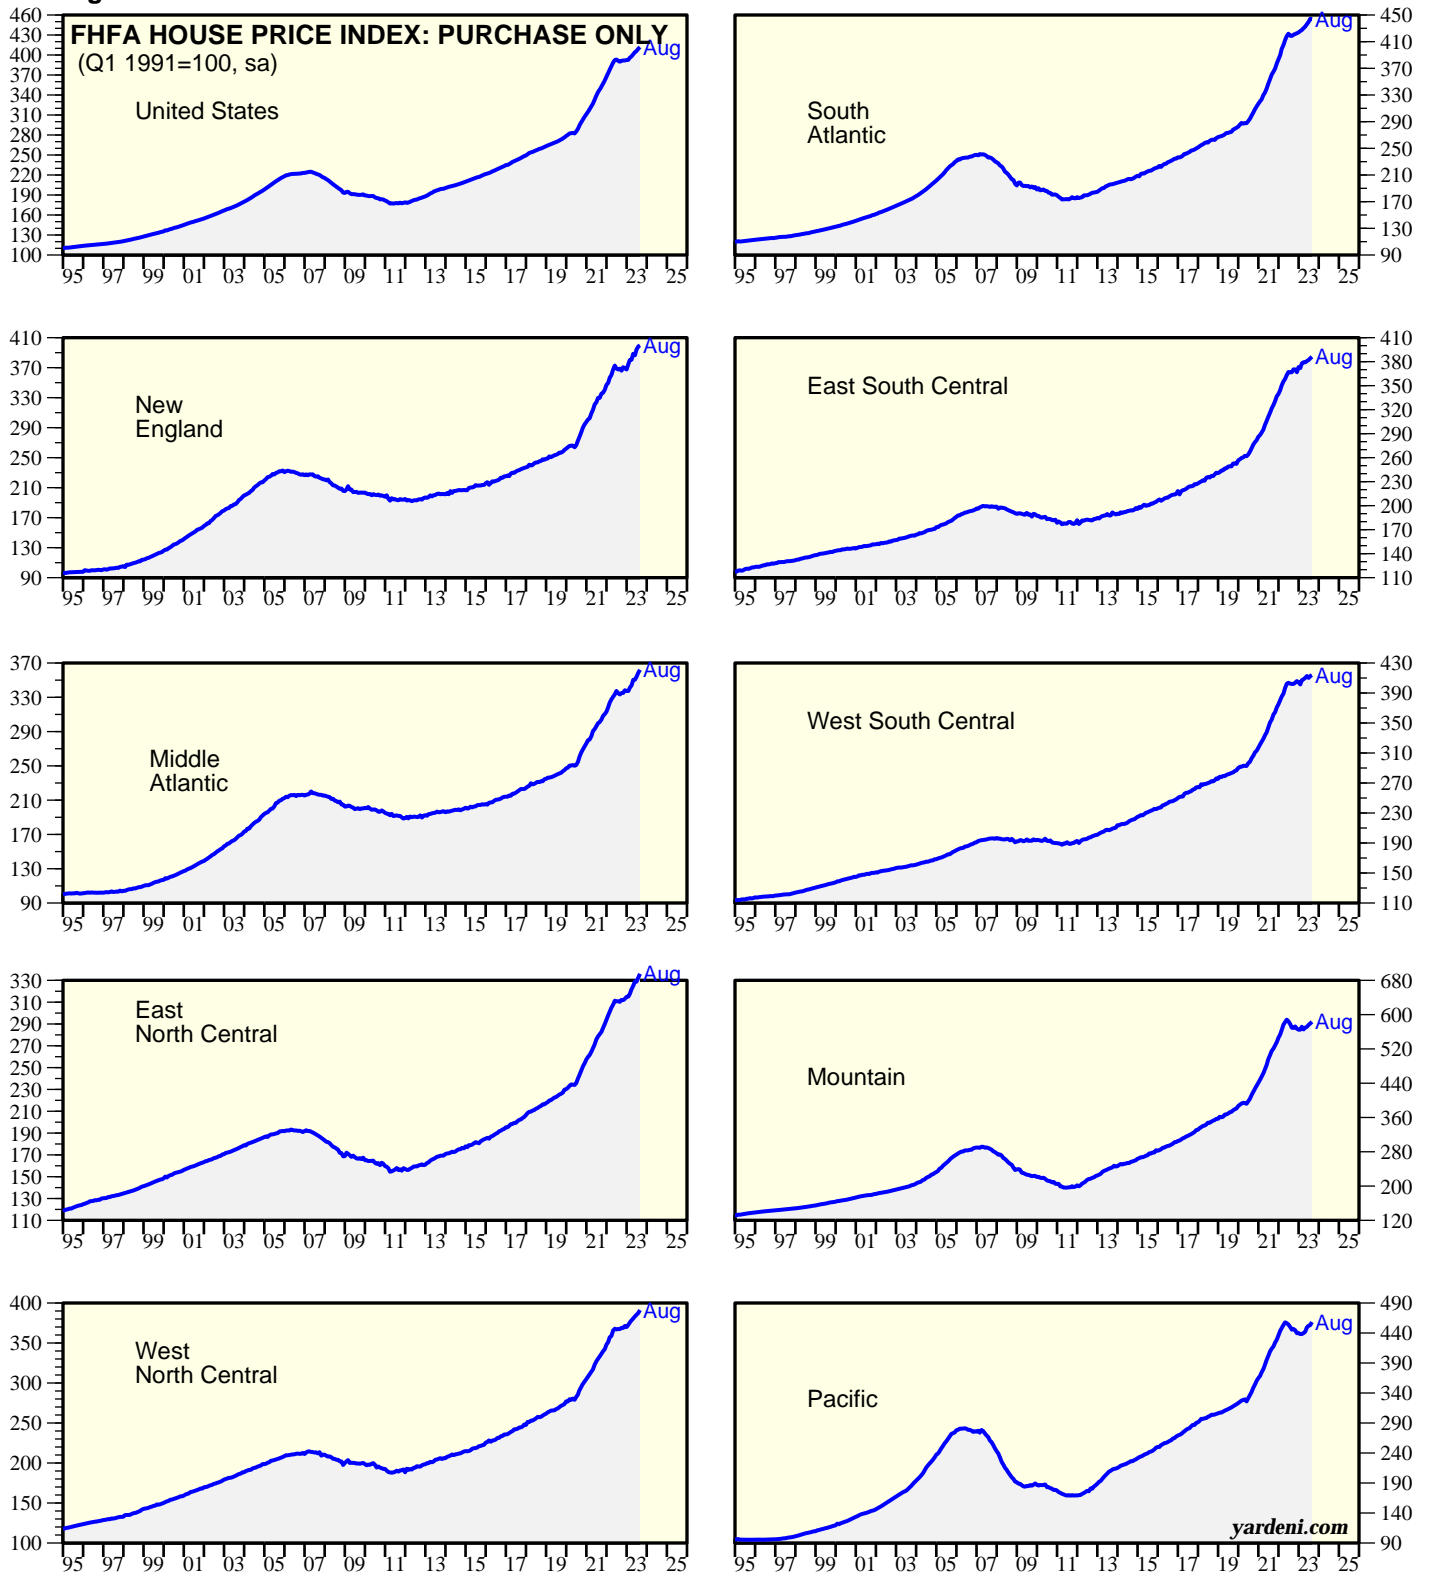 FHFA HOUSE PRICE INDEX: PURCHASE ONLY
(Q1 1991=100, sa)
United States
Aug
460
430
400
370
340
310
280
250
220
190
160
130
100
95 97 99 01 03 05 07 09 11 13 15 17 19 21 23 25
South
Atlantic
Aug
450
410
370
330
290
250
210
170
130
90
95 97 99 01 03 05 07 09 11 13 15 17 19 21 23 25
New
England
Aug
410
370
330
290
250
210
170
130
90
95 97 99 01 03 05 07 09 11 13 15 17 19 21 23 25
East South Central
Aug
410
380
350
320
290
260
230
200
170
140
110
95 97 99 01 03 05 07 09 11 13 15 17 19 21 23 25
Middle
Atlantic
Aug
370
330
290
250
210
170
130
90
95 97 99 01 03 05 07 09 11 13 15 17 19 21 23 25
West South Central
Aug
430
390
350
310
270
230
190
150
110
95 97 99 01 03 05 07 09 11 13 15 17 19 21 23 25
East
North Central
Aug
330
310
290
270
250
230
210
190
170
150
130
110
95 97 99 01 03 05 07 09 11 13 15 17 19 21 23 25
Mountain
Aug
680
600
520
440
360
280
200
120
95 97 99 01 03 05 07 09 11 13 15 17 19 21 23 25
West
North Central
Aug
400
350
300
250
200
150
100
95 97 99 01 03 05 07 09 11 13 15 17 19 21 23 25
Pacific
Aug
490
440
390
340
290
240
190
140
90
yardeni.com
95 97 99 01 03 05 07 09 11 13 15 17 19 21 23 25